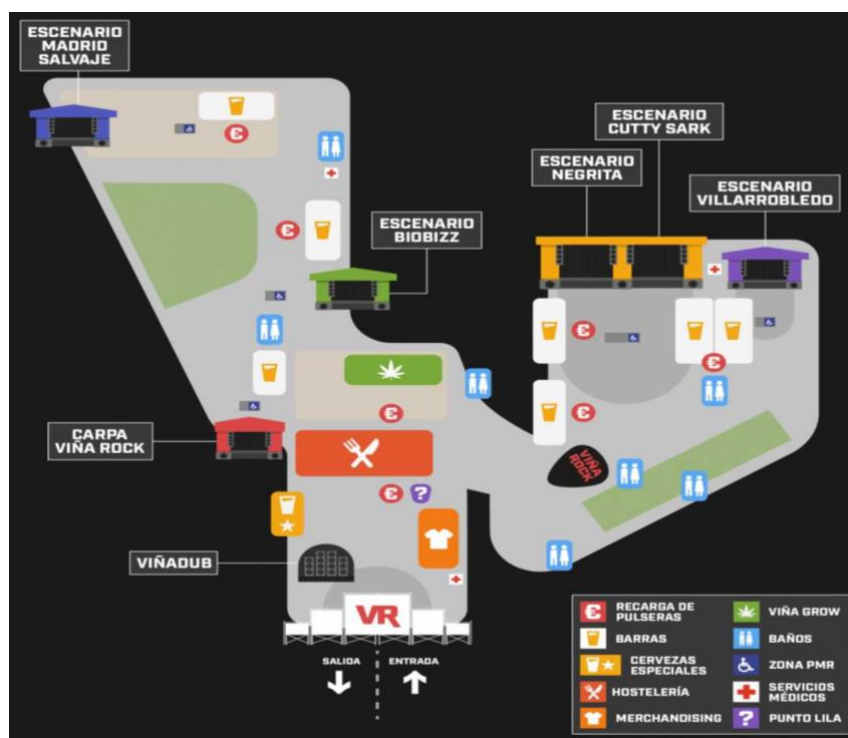 ESCENARIO
MADRID
SALVAJE
ESCENARIO
CUTTY SARK
ESCENARIO
NEGRITA
ESCENARIO
VILLARROBLEDO
ESCENARIO
BIOBIZZ
CARPA
VIÑA ROCK
VIÑA
ROCK
VIÑADUB
VR
SALIDA
ENTRADA
RECARGA DE
PULSERAS
BARRAS
CERVEZAS
ESPECIALES
HOSTELERÍA
MERCHANDISING
VIÑA GROW
BAÑOS
ZONA PMR
SERVICIOS
MÉDICOS
PUNTO LILA